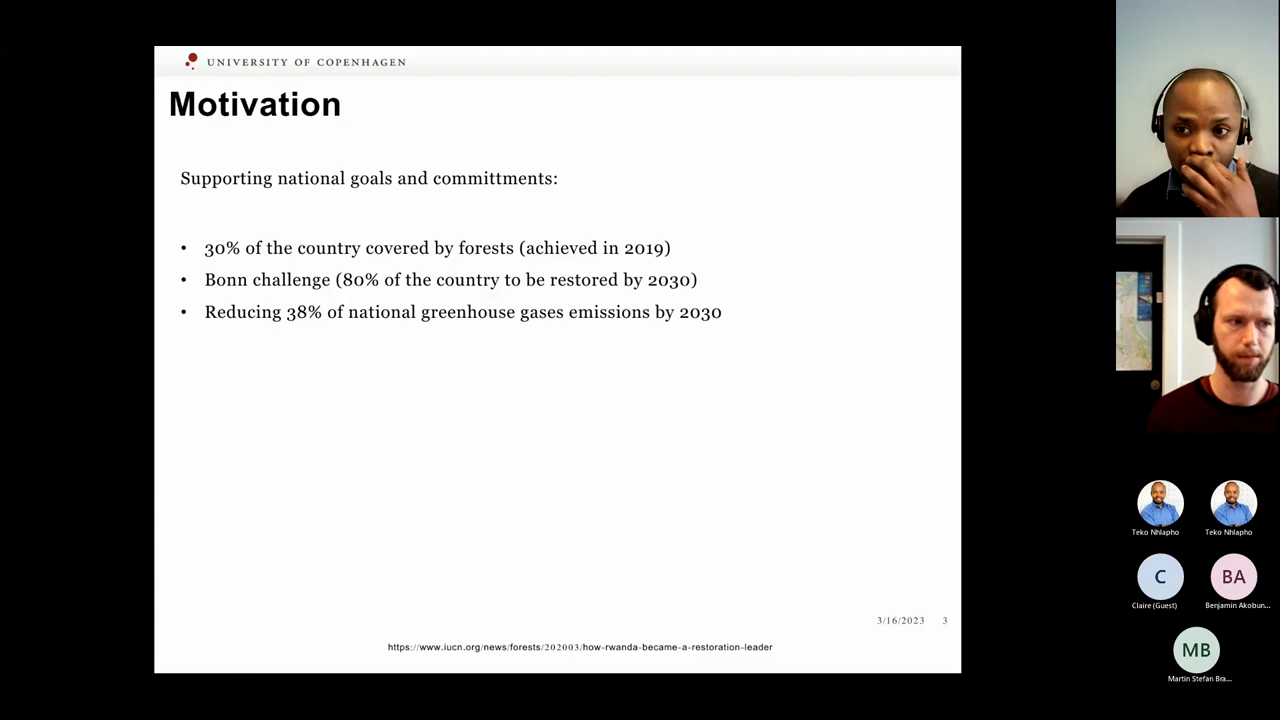 UNIVERSITY OF COPENHAGEN
Motivation
Supporting national goals and committments:
• 30% of the country covered by forests (achieved in 2019)
• Bonn challenge (80% of the country to be restored by 2030)
• Reducing 38% of national greenhouse gases emissions by 2030
3/16/2023 3
https://www.iucn.org/news/forests/202003/how-rwanda-became-a-restoration-leader
Teko Nhlapho
Teko Nhlapho
C
BA
Claire (Guest)
Benjamin Akobun...
MB
Martin Stefan Bra...